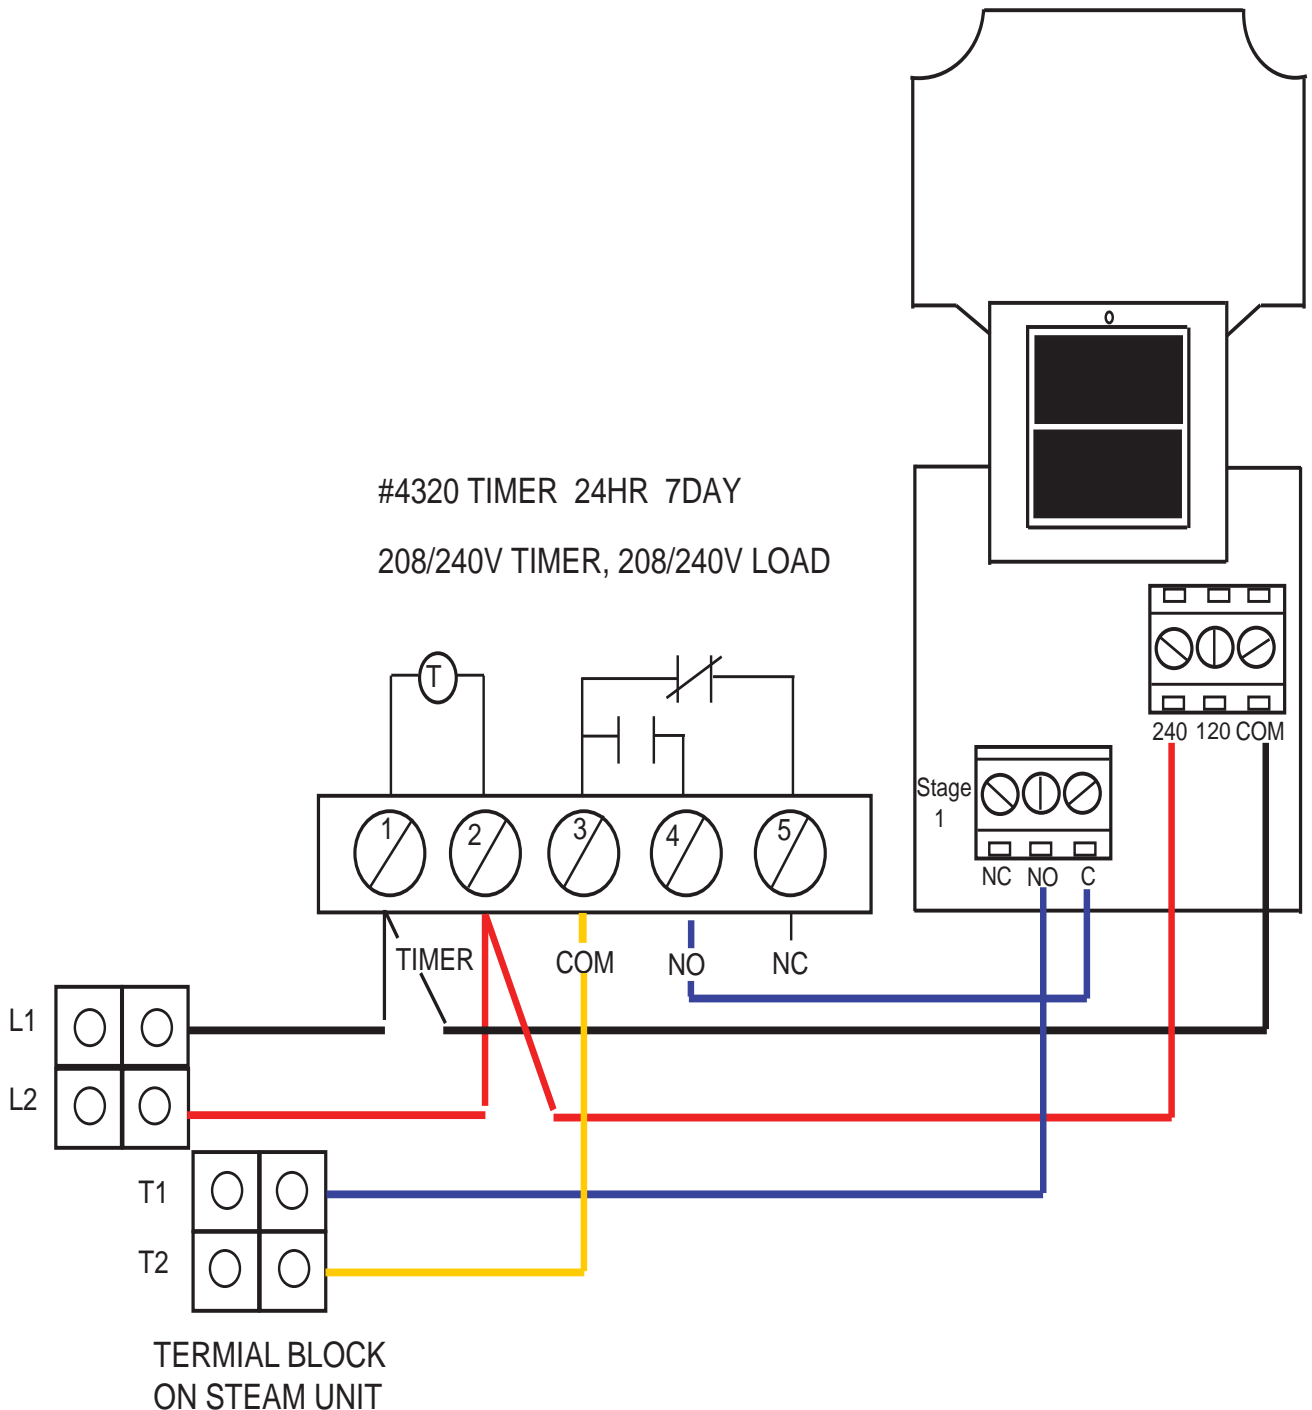 #4320 TIMER 24HR 7DAY
208/240V TIMER, 208/240V LOAD
T
240 120 COM
Stage
1
NC NO C
1 2 3 4 5
TIMER COM NO NC
L1
L2
T1
T2
TERMIAL BLOCK
ON STEAM UNIT